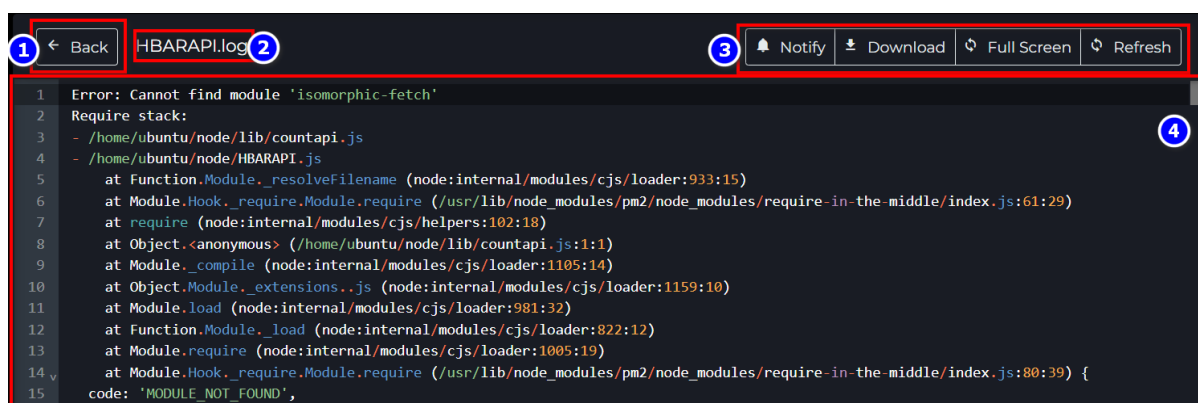 1 Back HBARAPI.log 2 3 Notify Download Full Screen Refresh
4
1 Error: Cannot find module 'isomorphic-fetch'
2 Require stack:
3 - /home/ubuntu/node/lib/countapi.js
4 - /home/ubuntu/node/HBARAPI.js
5 at Function.Module._resolveFilename (node:internal/modules/cjs/loader:933:15)
6 at Module.Hook._require.Module.require (/usr/lib/node_modules/pm2/node_modules/require-in-the-middle/index.js:61:29)
7 at require (node:internal/modules/cjs/helpers:102:18)
8 at Object.<anonymous> (/home/ubuntu/node/lib/countapi.js:1:1)
9 at Module._compile (node:internal/modules/cjs/loader:1105:14)
10 at Object.Module._extensions..js (node:internal/modules/cjs/loader:1159:10)
11 at Module.load (node:internal/modules/cjs/loader:981:32)
12 at Function.Module._load (node:internal/modules/cjs/loader:822:12)
13 at Module.require (node:internal/modules/cjs/loader:1005:19)
14 at Module.Hook._require.Module.require (/usr/lib/node_modules/pm2/node_modules/require-in-the-middle/index.js:80:39) {
15 code: 'MODULE_NOT_FOUND',